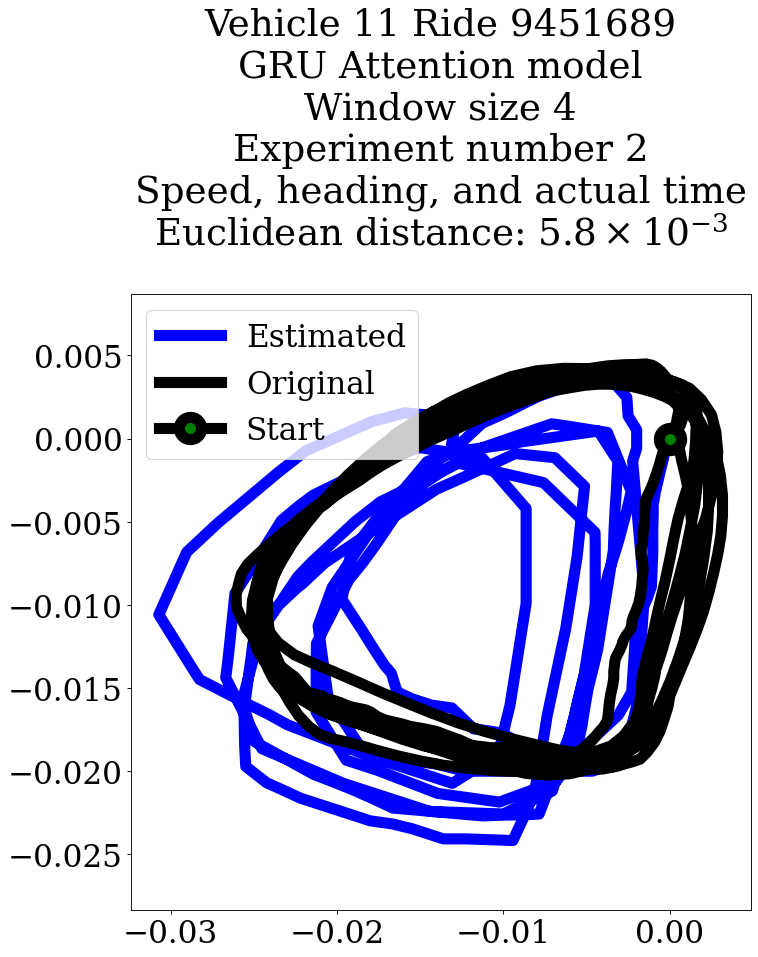 Vehicle 11 Ride 9451689
GRU Attention model
Window size 4
Experiment number 2
Speed, heading, and actual time
Euclidean distance: 5.8 × 10⁻³
Estimated
Original
Start
0.005
0.000
−0.005
−0.010
−0.015
−0.020
−0.025
−0.03 −0.02 −0.01 0.00